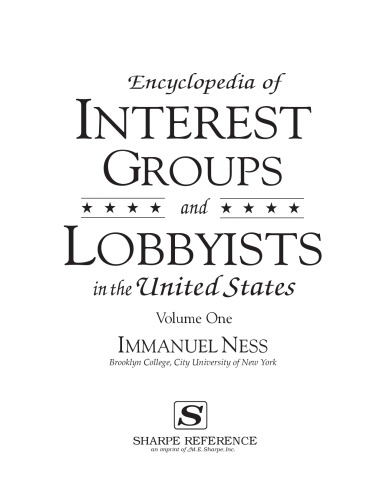 Encyclopedia of
INTEREST
GROUPS
★ ★ ★ ★ and ★ ★ ★ ★
LOBBYISTS
in the United States
Volume One
IMMANUEL NESS
Brooklyn College, City University of New York
S
SHARPE REFERENCE
an imprint of M.E. Sharpe, Inc.